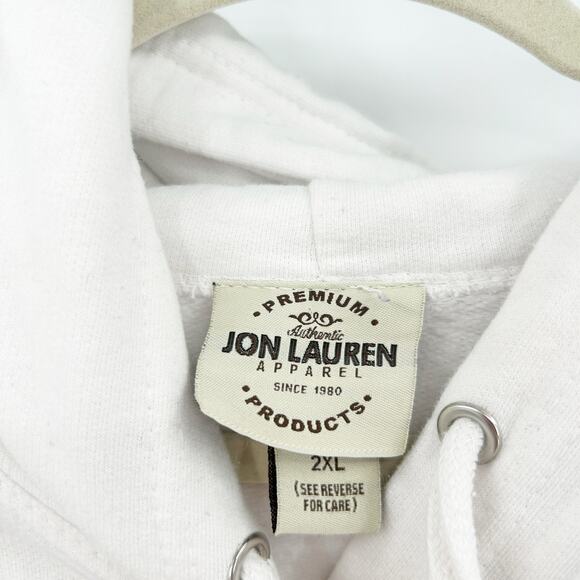 • PREMIUM •
Authentic
JON LAUREN
APPAREL
SINCE 1980
• PRODUCTS •
2XL
(SEE REVERSE
FOR CARE)